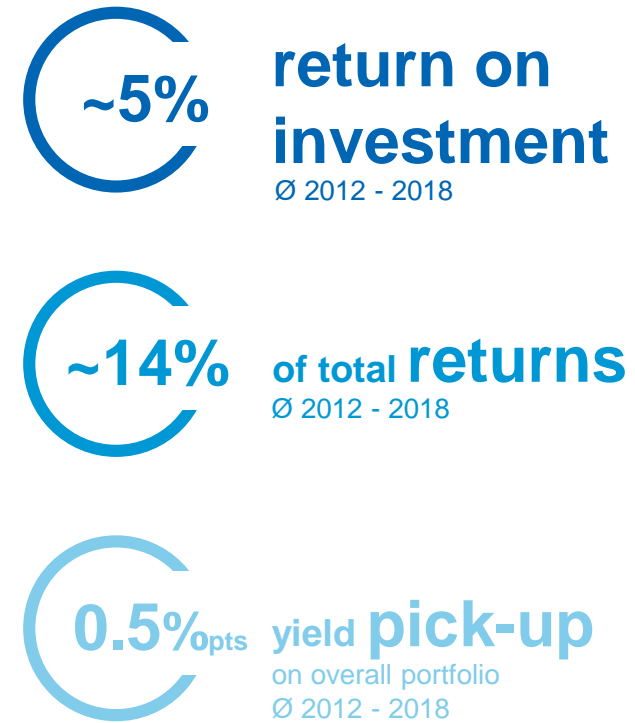 ~5%
return on
investment
Ø 2012 - 2018
~14%
of total returns
Ø 2012 - 2018
0.5%pts
yield pick-up
on overall portfolio
Ø 2012 - 2018